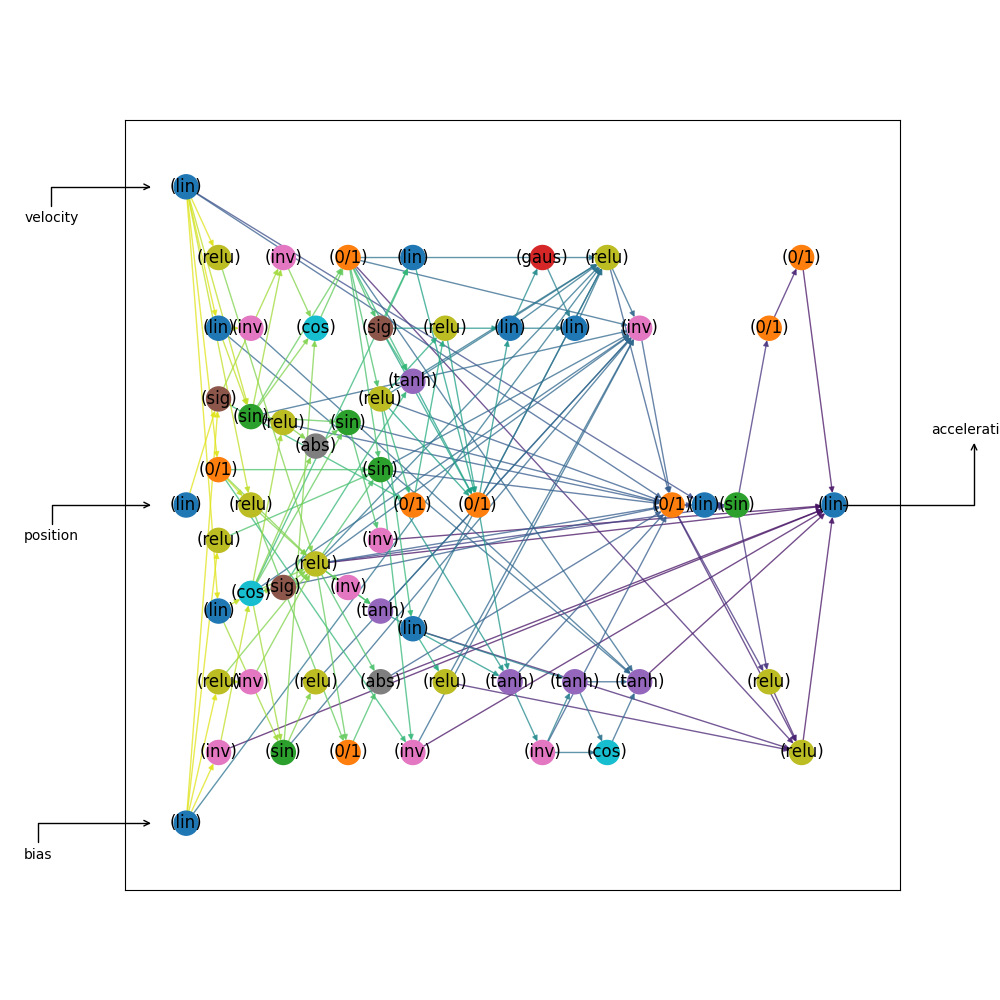 (lin)
velocity
(relu) (inv) (0/1) (lin) (gaus) (relu) (0/1)
(lin) (inv) (cos) (sig) (relu) (lin) (lin) (inv) (0/1)
(tanh)
(sig) (relu)
(sin) (relu) (sin)
accelerati
(abs)
(0/1) (sin)
(lin) (relu) (0/1) (0/1) (0/1) (lin) (sin) (lin)
position
(relu) (inv)
(relu)
(cos) (sig) (inv)
(lin) (tanh)
(lin)
(relu) (inv) (relu) (abs) (relu) (tanh) (tanh) (tanh) (relu)
(inv) (sin) (0/1) (inv) (inv) (cos) (relu)
(lin)
bias